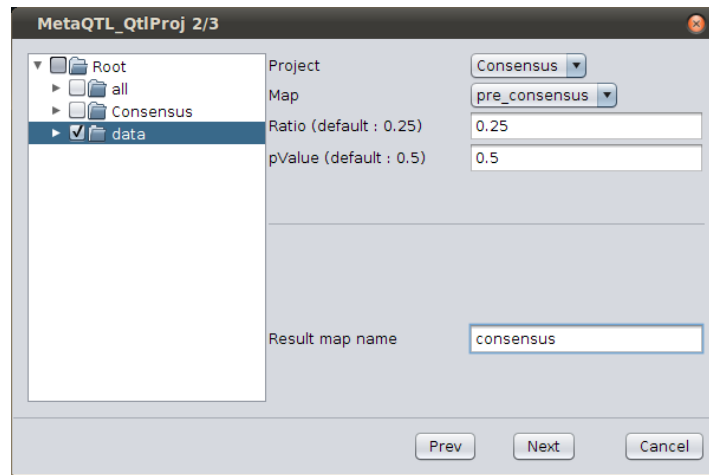 MetaQTL_QtlProj 2/3
Root
all
Consensus
data
Project
Consensus
Map
pre_consensus
Ratio (default : 0.25)
0.25
pValue (default : 0.5)
0.5
Result map name
consensus
Prev
Next
Cancel